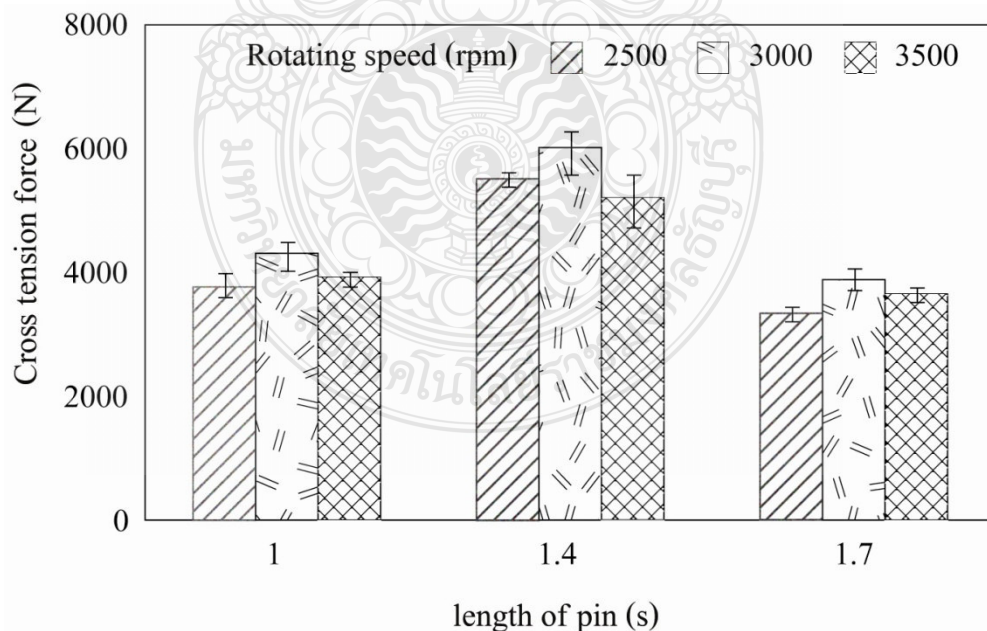 8000
Rotating speed (rpm) 2500 3000 3500
6000
4000
2000
0
Cross tension force (N)
1 1.4 1.7
length of pin (s)